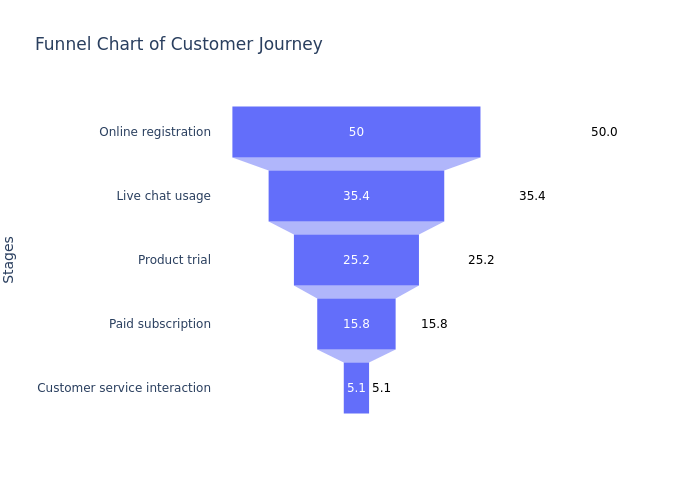 Funnel Chart of Customer Journey
Stages
Online registration 50 50.0
Live chat usage 35.4 35.4
Product trial 25.2 25.2
Paid subscription 15.8 15.8
Customer service interaction 5.1 5.1